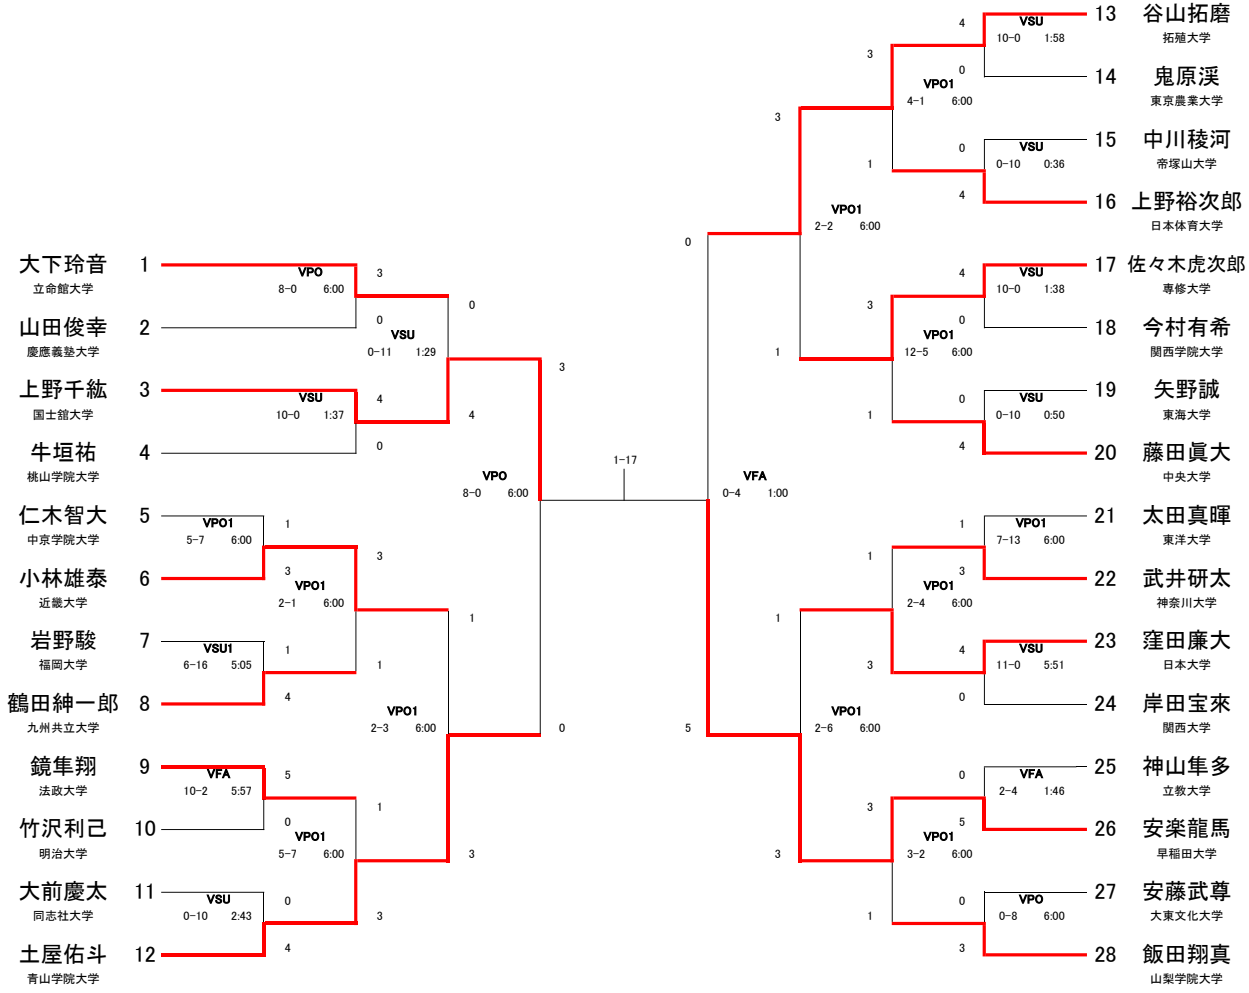 大下玲音 1
立命館大学
VPO
8-0 6:00
3
0
山田俊幸 2
慶應義塾大学
0
VSU
0-11 1:29
上野千紘 3
国士舘大学
VSU
10-0 1:37
4
4
牛垣祐 4
桃山学院大学
0
3
VPO
8-0 6:00
仁木智大 5
中京学院大学
VPO1
5-7 6:00
1
3
小林雄泰 6
近畿大学
3
VPO1
2-1 6:00
岩野駿 7
福岡大学
VSU1
6-16 5:05
1
1
1
鶴田紳一郎 8
九州共立大学
4
VPO1
2-3 6:00
0
鏡隼翔 9
法政大学
VFA
10-2 5:57
5
1
竹沢利己 10
明治大学
0
VPO1
5-7 6:00
3
大前慶太 11
同志社大学
VSU
0-10 2:43
0
3
土屋佑斗 12
青山学院大学
4
1-17
13 谷山拓磨
拓殖大学
4
VSU
10-0 1:58
3
14 鬼原渓
東京農業大学
0
VPO1
4-1 6:00
3
15 中川稜河
帝塚山大学
0
VSU
0-10 0:36
1
16 上野裕次郎
日本体育大学
4
VPO1
2-2 6:00
0
17 佐々木虎次郎
専修大学
4
VSU
10-0 1:38
3
18 今村有希
関西学院大学
0
VPO1
12-5 6:00
1
19 矢野誠
東海大学
0
VSU
0-10 0:50
1
20 藤田眞大
中央大学
4
VFA
0-4 1:00
21 太田真暉
東洋大学
1
VPO1
7-13 6:00
1
22 武井研太
神奈川大学
3
VPO1
2-4 6:00
1
23 窪田廉大
日本大学
4
VSU
11-0 5:51
3
24 岸田宝來
関西大学
0
VPO1
2-6 6:00
5
25 神山隼多
立教大学
0
VFA
2-4 1:46
3
26 安楽龍馬
早稲田大学
5
VPO1
3-2 6:00
3
27 安藤武尊
大東文化大学
0
VPO
0-8 6:00
1
28 飯田翔真
山梨学院大学
3